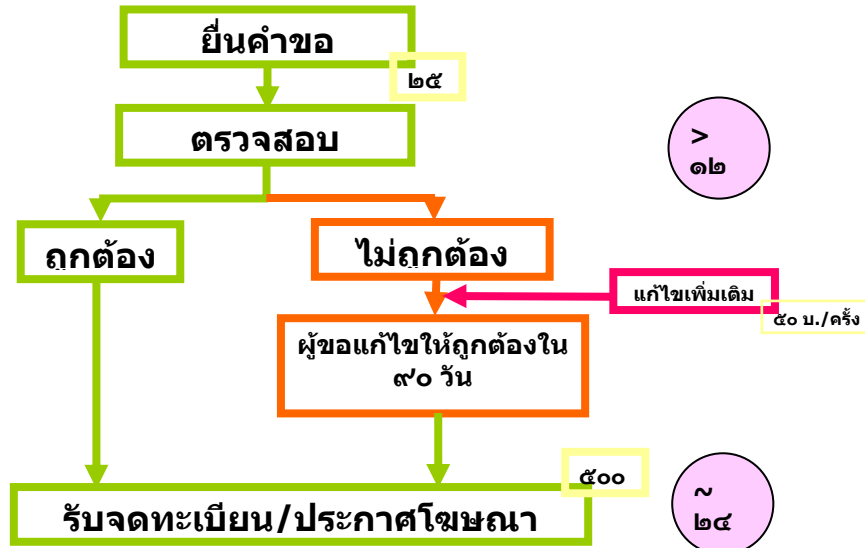 ยื่นคำขอ
๒๕
ตรวจสอบ
>
๑๒
ถูกต้อง
ไม่ถูกต้อง
แก้ไขเพิ่มเติม
๕๐ บ./ครั้ง
ผู้ขอแก้ไขให้ถูกต้องใน
๙๐ วัน
๕๐๐
รับจดทะเบียน/ประกาศโฆษณา
~
๒๔